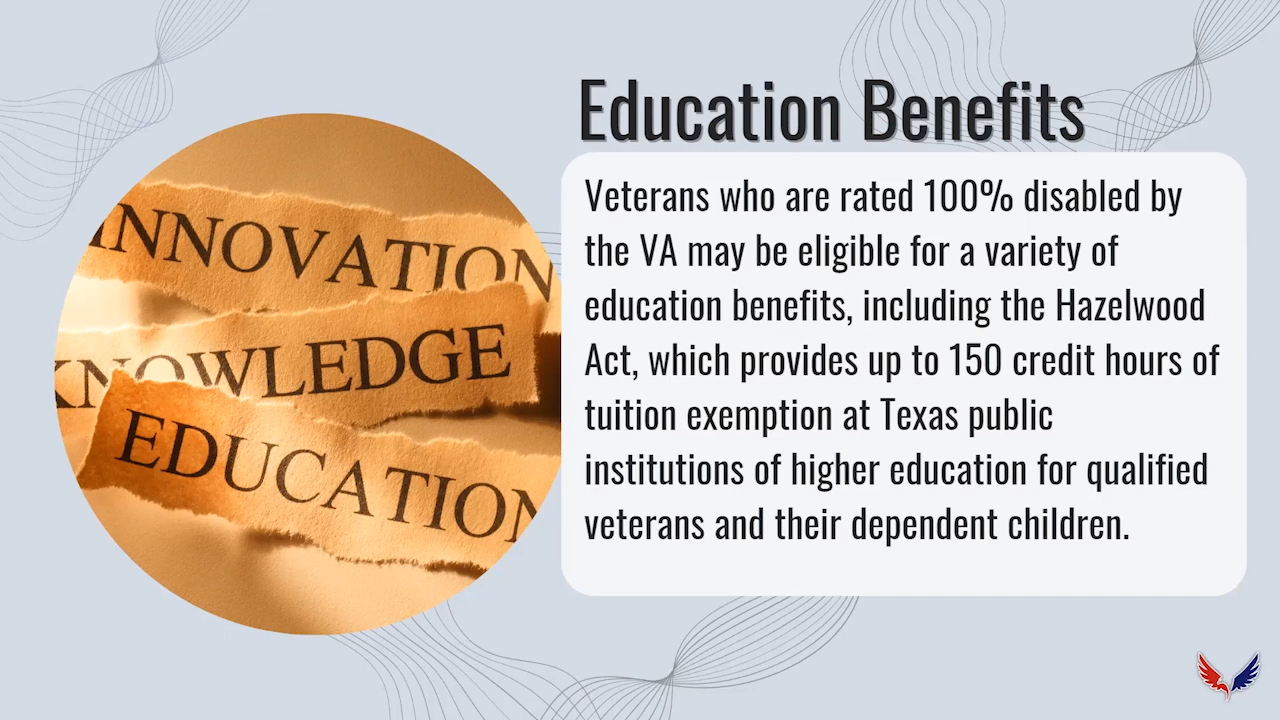 Education Benefits
INNOVATION
KNOWLEDGE
EDUCATION
Veterans who are rated 100% disabled by
the VA may be eligible for a variety of
education benefits, including the Hazelwood
Act, which provides up to 150 credit hours of
tuition exemption at Texas public
institutions of higher education for qualified
veterans and their dependent children.